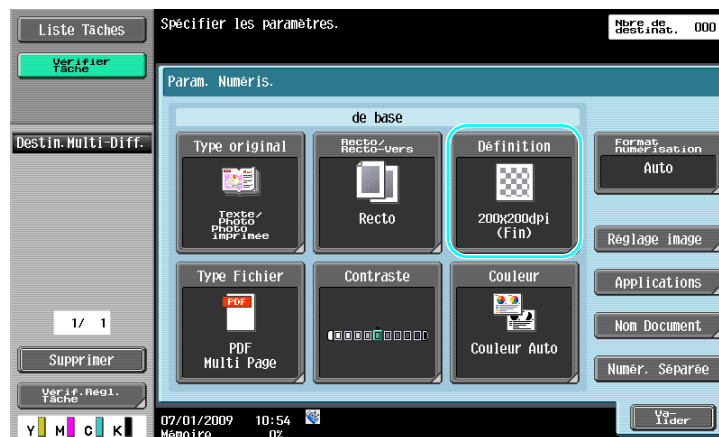 Liste Tâches
Vérifier
Tâche
Destin.Multi-Diff.
1/ 1
Supprimer
Vérif.Régl.
Tâche
Y M C K
Spécifier les paramètres.
Nbre de
destinat. 000
Param. Numéris.
de base
Type original
Texte/
Photo
Photo
imprimée
Recto/
Recto-Vers
Recto
Définition
200x200dpi
(Fin)
Format
numérisation
Auto
Réglage image
Type Fichier
PDF
PDF
Multi Page
Contraste
Couleur
Couleur Auto
Applications
Nom Document
Numér. Séparée
07/01/2009 10:54
Mémoire 0%
Va-
lider